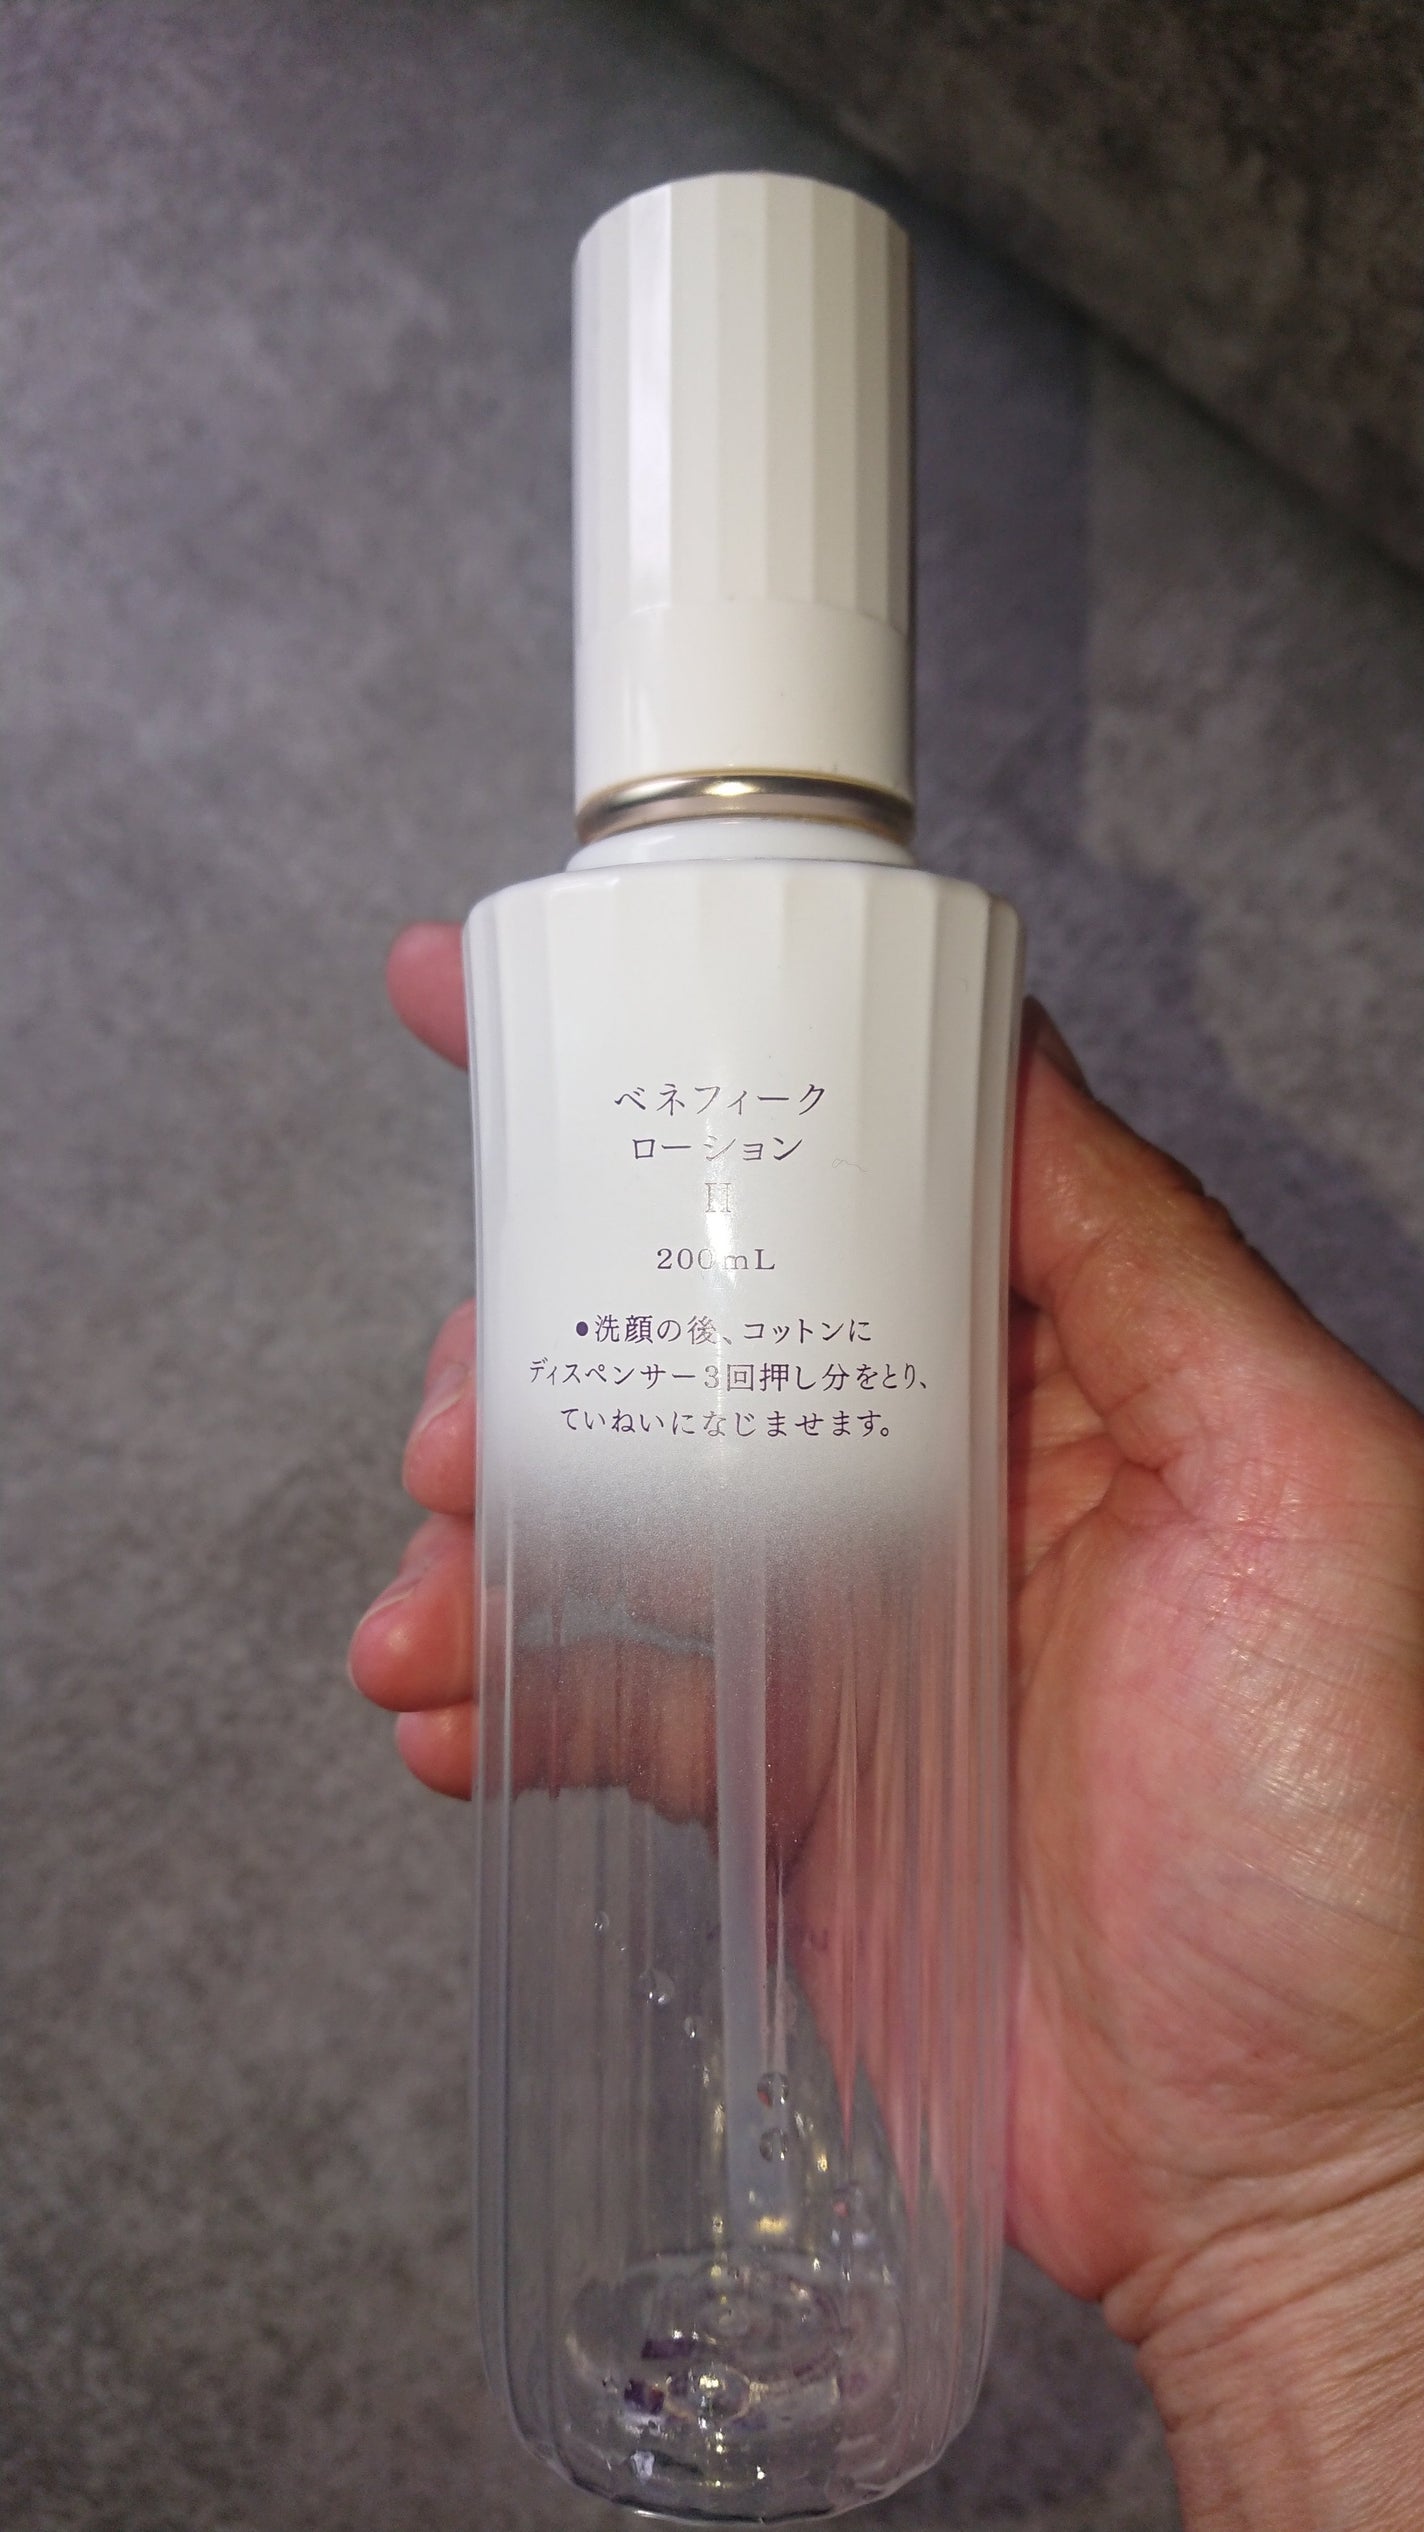 ベネフィーク
ローション
II
200mL
●洗顔の後、コットンに
ディスペンサー3回押し分をとり、
ていねいになじませます。